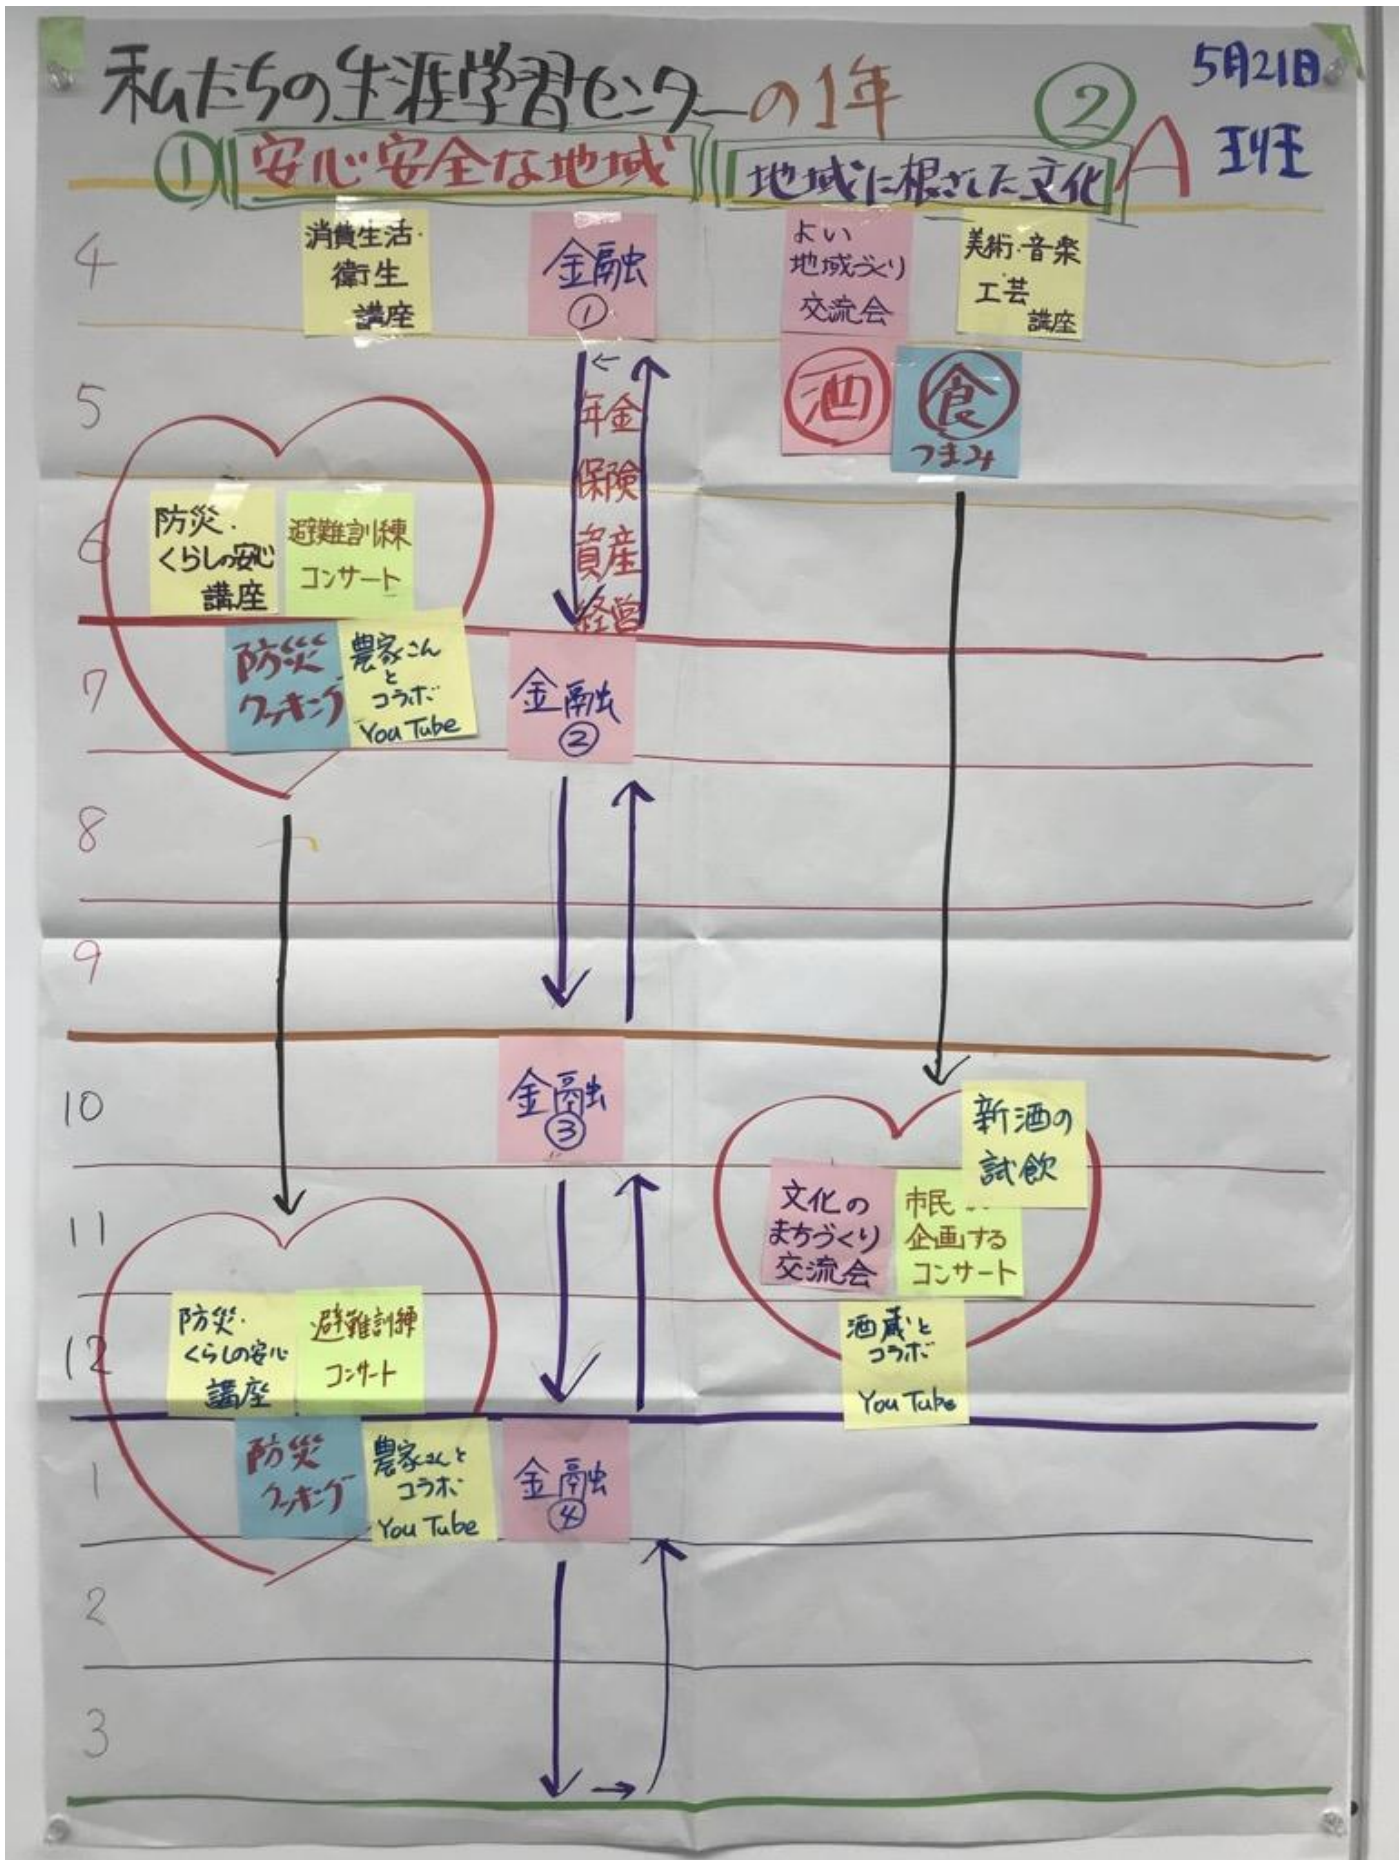 私たちの生涯学習センターの1年
5月21日
① 安心安全な地域
② 地域に根ざした文化
A 班
4
消費生活・
衛生
講座
金融
①
よい
地域づくり
交流会
美術・音楽
工芸
講座
5
年金
保険
資産
経営
酒
食
つまみ
6
防災・
くらしの安心
講座
避難訓練
コンサート
7
防災
クッキング
農家さん
と
コラボ
YouTube
金融
②
8
9
10
金融
③
新酒の
試飲
11
文化の
まちづくり
交流会
市民
企画する
コンサート
12
防災・
くらしの安心
講座
避難訓練
コンサート
酒蔵と
コラボ
YouTube
1
防災
クッキング
農家さんと
コラボ
YouTube
金融
④
2
3